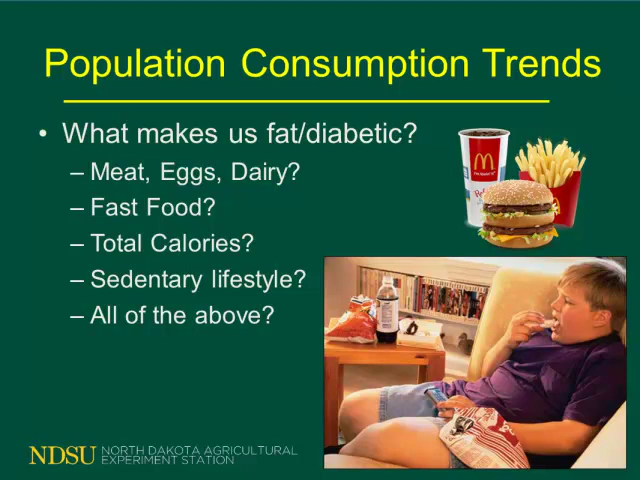 Population Consumption Trends
• What makes us fat/diabetic?
– Meat, Eggs, Dairy?
– Fast Food?
– Total Calories?
– Sedentary lifestyle?
– All of the above?
NDSU NORTH DAKOTA AGRICULTURAL
EXPERIMENT STATION